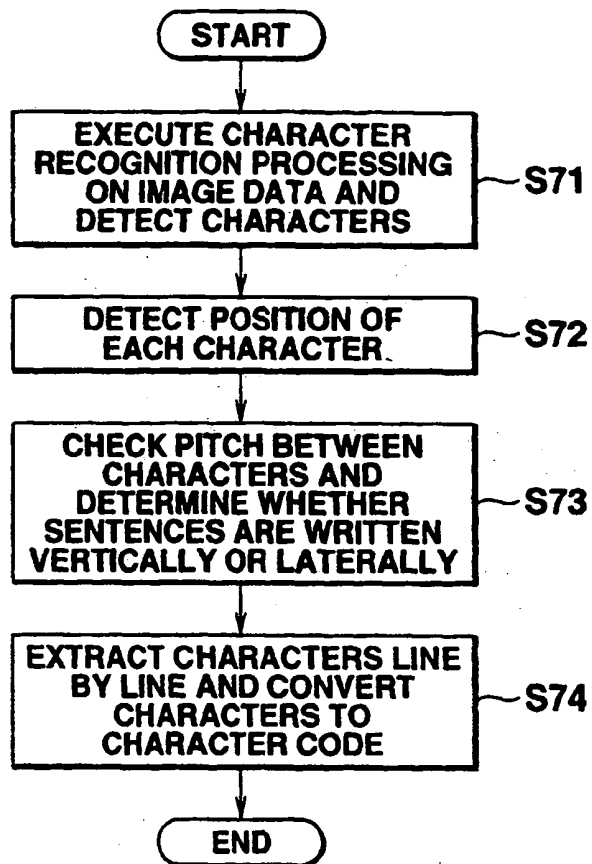 START
EXECUTE CHARACTER
RECOGNITION PROCESSING
ON IMAGE DATA AND
DETECT CHARACTERS
S71
DETECT POSITION OF
EACH CHARACTER
S72
CHECK PITCH BETWEEN
CHARACTERS AND
DETERMINE WHETHER
SENTENCES ARE WRITTEN
VERTICALLY OR LATERALLY
S73
EXTRACT CHARACTERS LINE
BY LINE AND CONVERT
CHARACTERS TO
CHARACTER CODE
S74
END